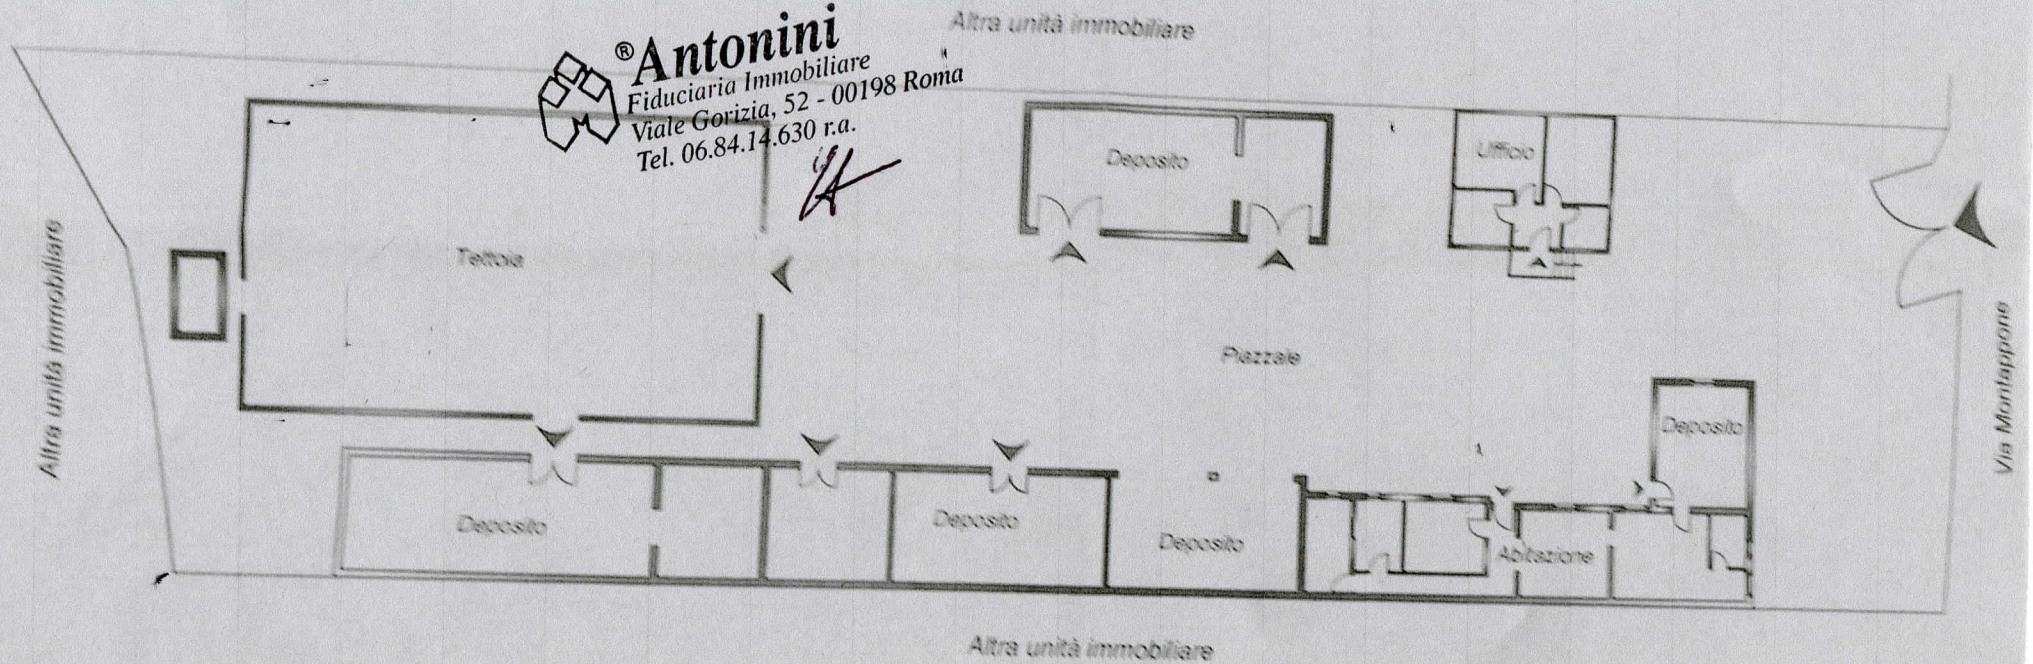 Altra unità immobiliare
®Antonini
Fiduciaria Immobiliare
Viale Gorizia, 52 - 00198 Roma
Tel. 06.84.14.630 r.a.
Deposito
Ufficio
Altra unità immobiliare
Tettoia
Piazzale
Via Montappone
Deposito
Deposito
Deposito
Deposito
Abitazione
Altra unità immobiliare